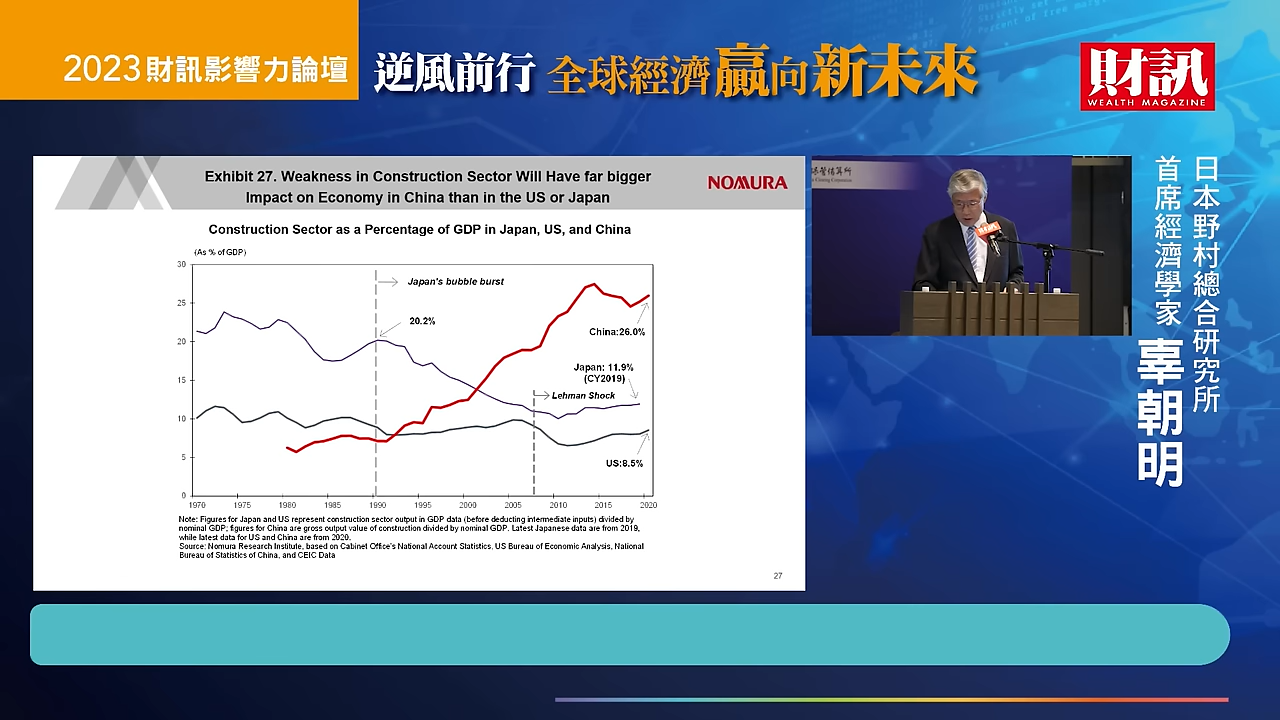 2023財訊影響力論壇
逆風前行 全球經濟贏向新未來
財訊
WEALTH MAGAZINE
Exhibit 27. Weakness in Construction Sector Will Have far bigger
Impact on Economy in China than in the US or Japan
NOMURA
Construction Sector as a Percentage of GDP in Japan, US, and China
(As % of GDP)
30
25
20
15
10
5
0
Japan's bubble burst
20.2%
China:26.0%
Japan: 11.9%
(CY2019)
Lehman Shock
US:8.5%
1970 1975 1980 1985 1990 1995 2000 2005 2010 2015 2020
Note: Figures for Japan and US represent construction sector output in GDP data (before deducting intermediate inputs) divided by
nominal GDP; figures for China are gross output value of construction divided by nominal GDP. Latest Japanese data are from 2019,
while latest data for US and China are from 2020.
Source: Nomura Research Institute, based on Cabinet Office's National Account Statistics, US Bureau of Economic Analysis, National
Bureau of Statistics of China, and CEIC Data
27
財訊
日本野村總合研究所
首席經濟學家 辜朝明